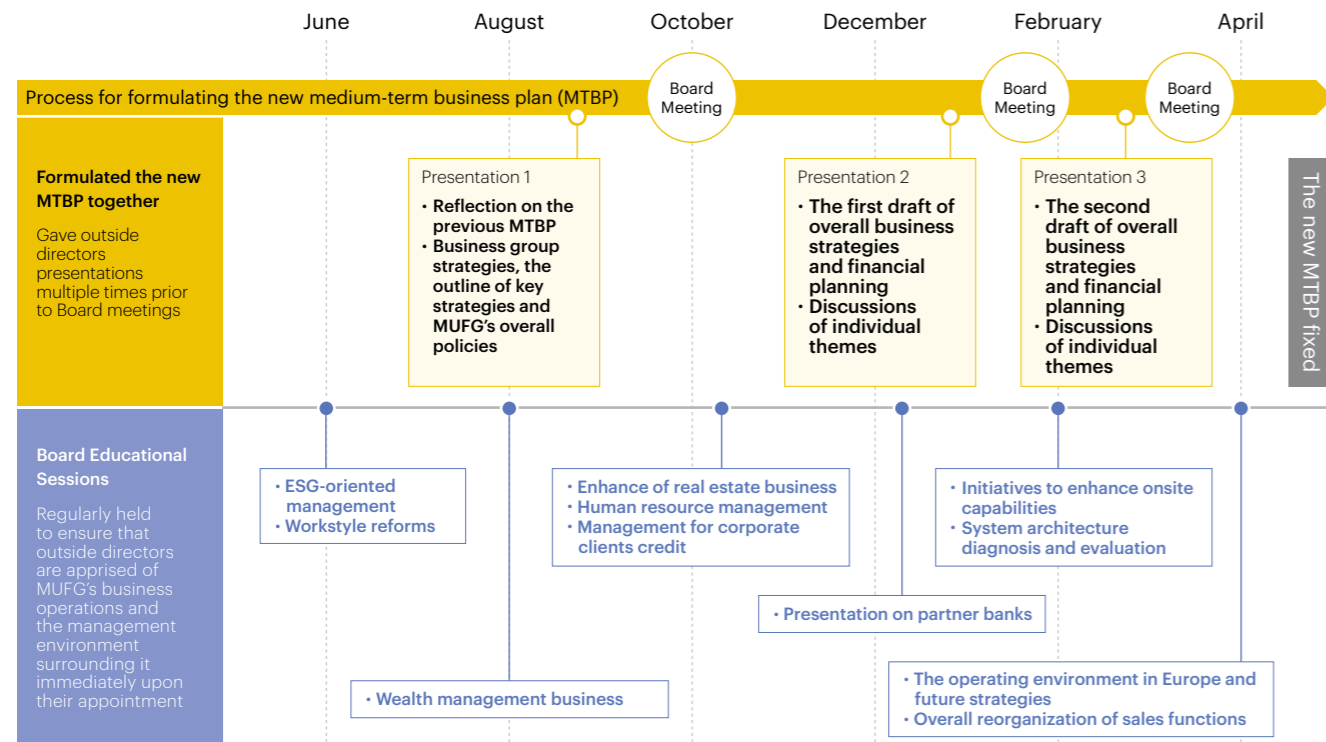 June
August
October
December
February
April
Process for formulating the new medium-term business plan (MTBP)
Board
Meeting
Board
Meeting
Board
Meeting
Formulated the new
MTBP together
Gave outside
directors
presentations
multiple times prior
to Board meetings
Presentation 1
・Reflection on the
previous MTBP
・Business group
strategies, the
outline of key
strategies and
MUFG’s overall
policies
Presentation 2
・The first draft of
overall business
strategies
and financial
planning
・Discussions
of individual
themes
Presentation 3
・The second
draft of overall
business
strategies
and financial
planning
・Discussions
of individual
themes
The new MTBP fixed
Board Educational
Sessions
Regularly held
to ensure that
outside directors
are apprised of
MUFG’s business
operations and
the management
environment
surrounding it
immediately upon
their appointment
・ESG-oriented
management
・Workstyle reforms
・Wealth management business
・Enhance of real estate business
・Human resource management
・Management for corporate
clients credit
・Presentation on partner banks
・Initiatives to enhance onsite
capabilities
・System architecture
diagnosis and evaluation
・The operating environment in Europe and
future strategies
・Overall reorganization of sales functions